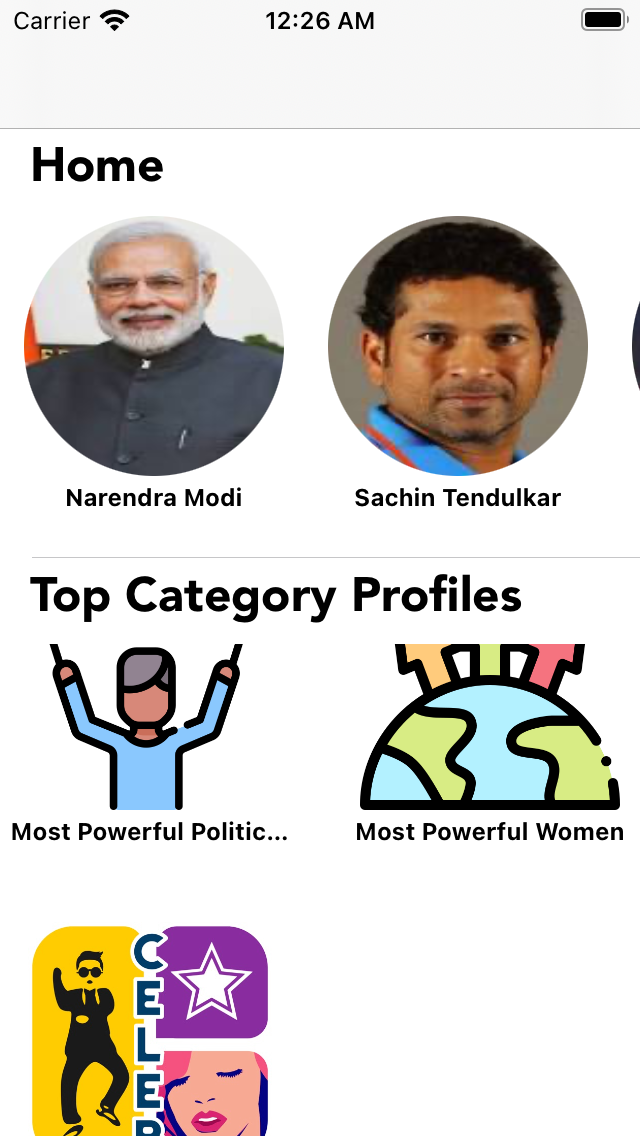 Carrier 12:26 AM
Home
Narendra Modi Sachin Tendulkar
Top Category Profiles
Most Powerful Politic... Most Powerful Women
C
E
L
E